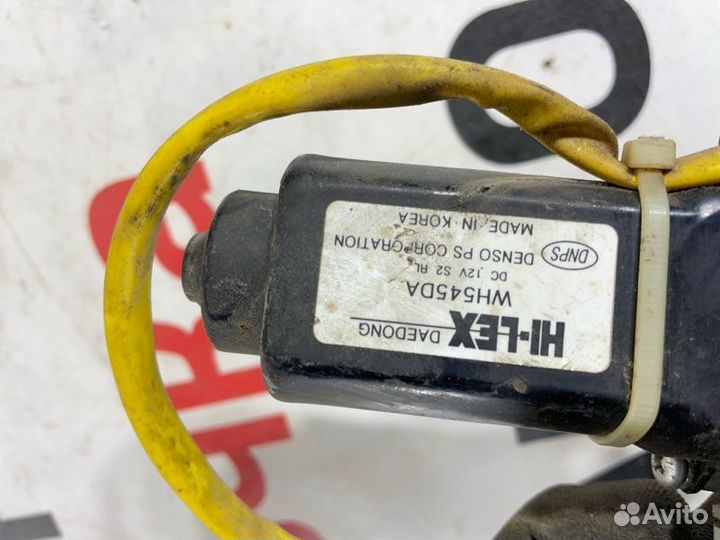 HI-LEX DAEDONG
WH545DA
DC 12V S2 RL
DNPS DENSO PS CORPORATION
MADE IN KOREA
Avito